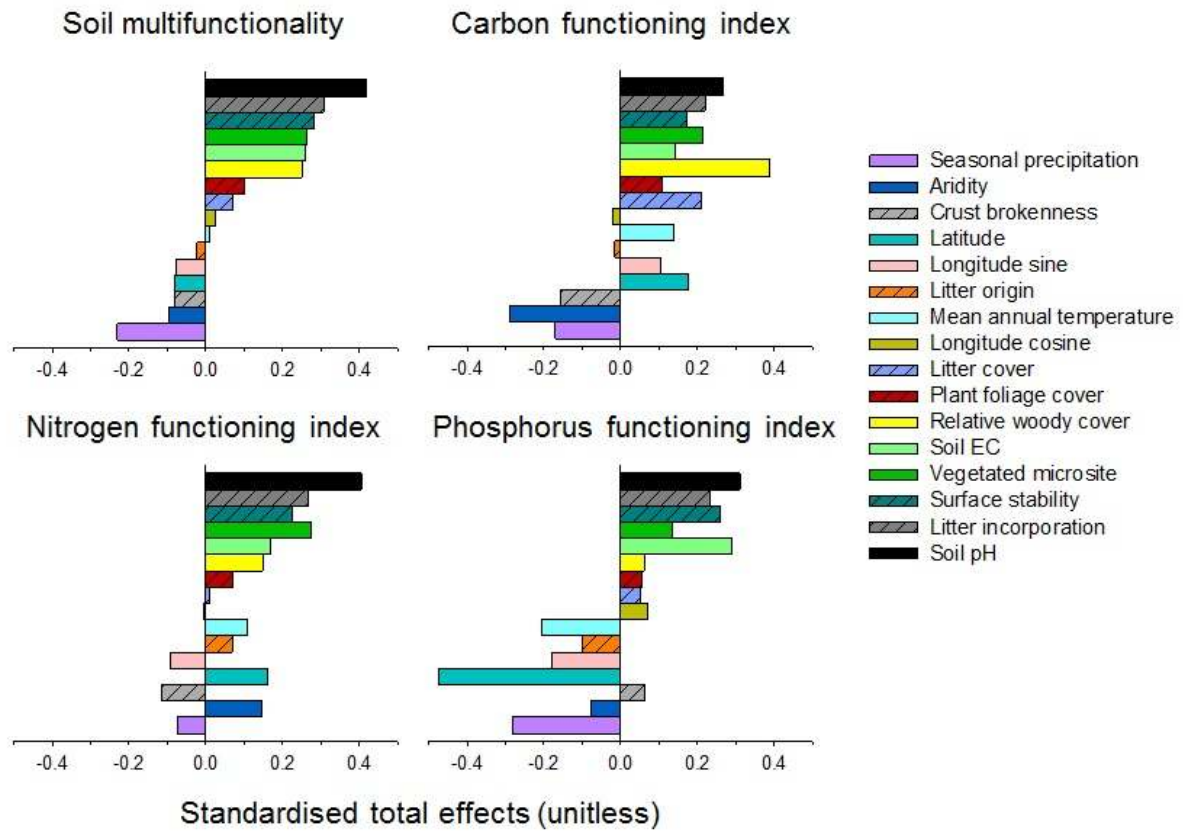 Soil multifunctionality
Carbon functioning index
-0.4 -0.2 0.0 0.2 0.4
-0.4 -0.2 0.0 0.2 0.4
Nitrogen functioning index
Phosphorus functioning index
-0.4 -0.2 0.0 0.2 0.4
-0.4 -0.2 0.0 0.2 0.4
Standardised total effects (unitless)
Seasonal precipitation
Aridity
Crust brokenness
Latitude
Longitude sine
Litter origin
Mean annual temperature
Longitude cosine
Litter cover
Plant foliage cover
Relative woody cover
Soil EC
Vegetated microsite
Surface stability
Litter incorporation
Soil pH